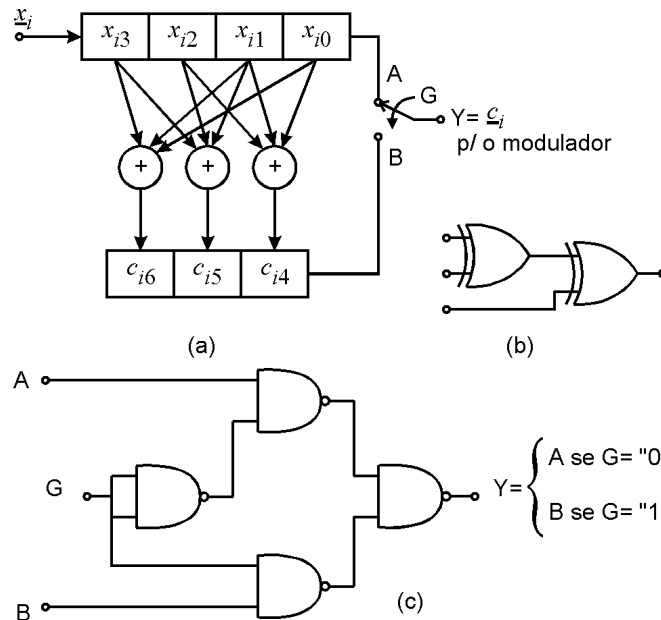 x_i
x_i3 x_i2 x_i1 x_i0
A
G
Y= c_i
p/ o modulador
B
+ + +
c_i6 c_i5 c_i4
(a)
(b)
A
G
B
Y= { A se G= "0
B se G= "1
(c)